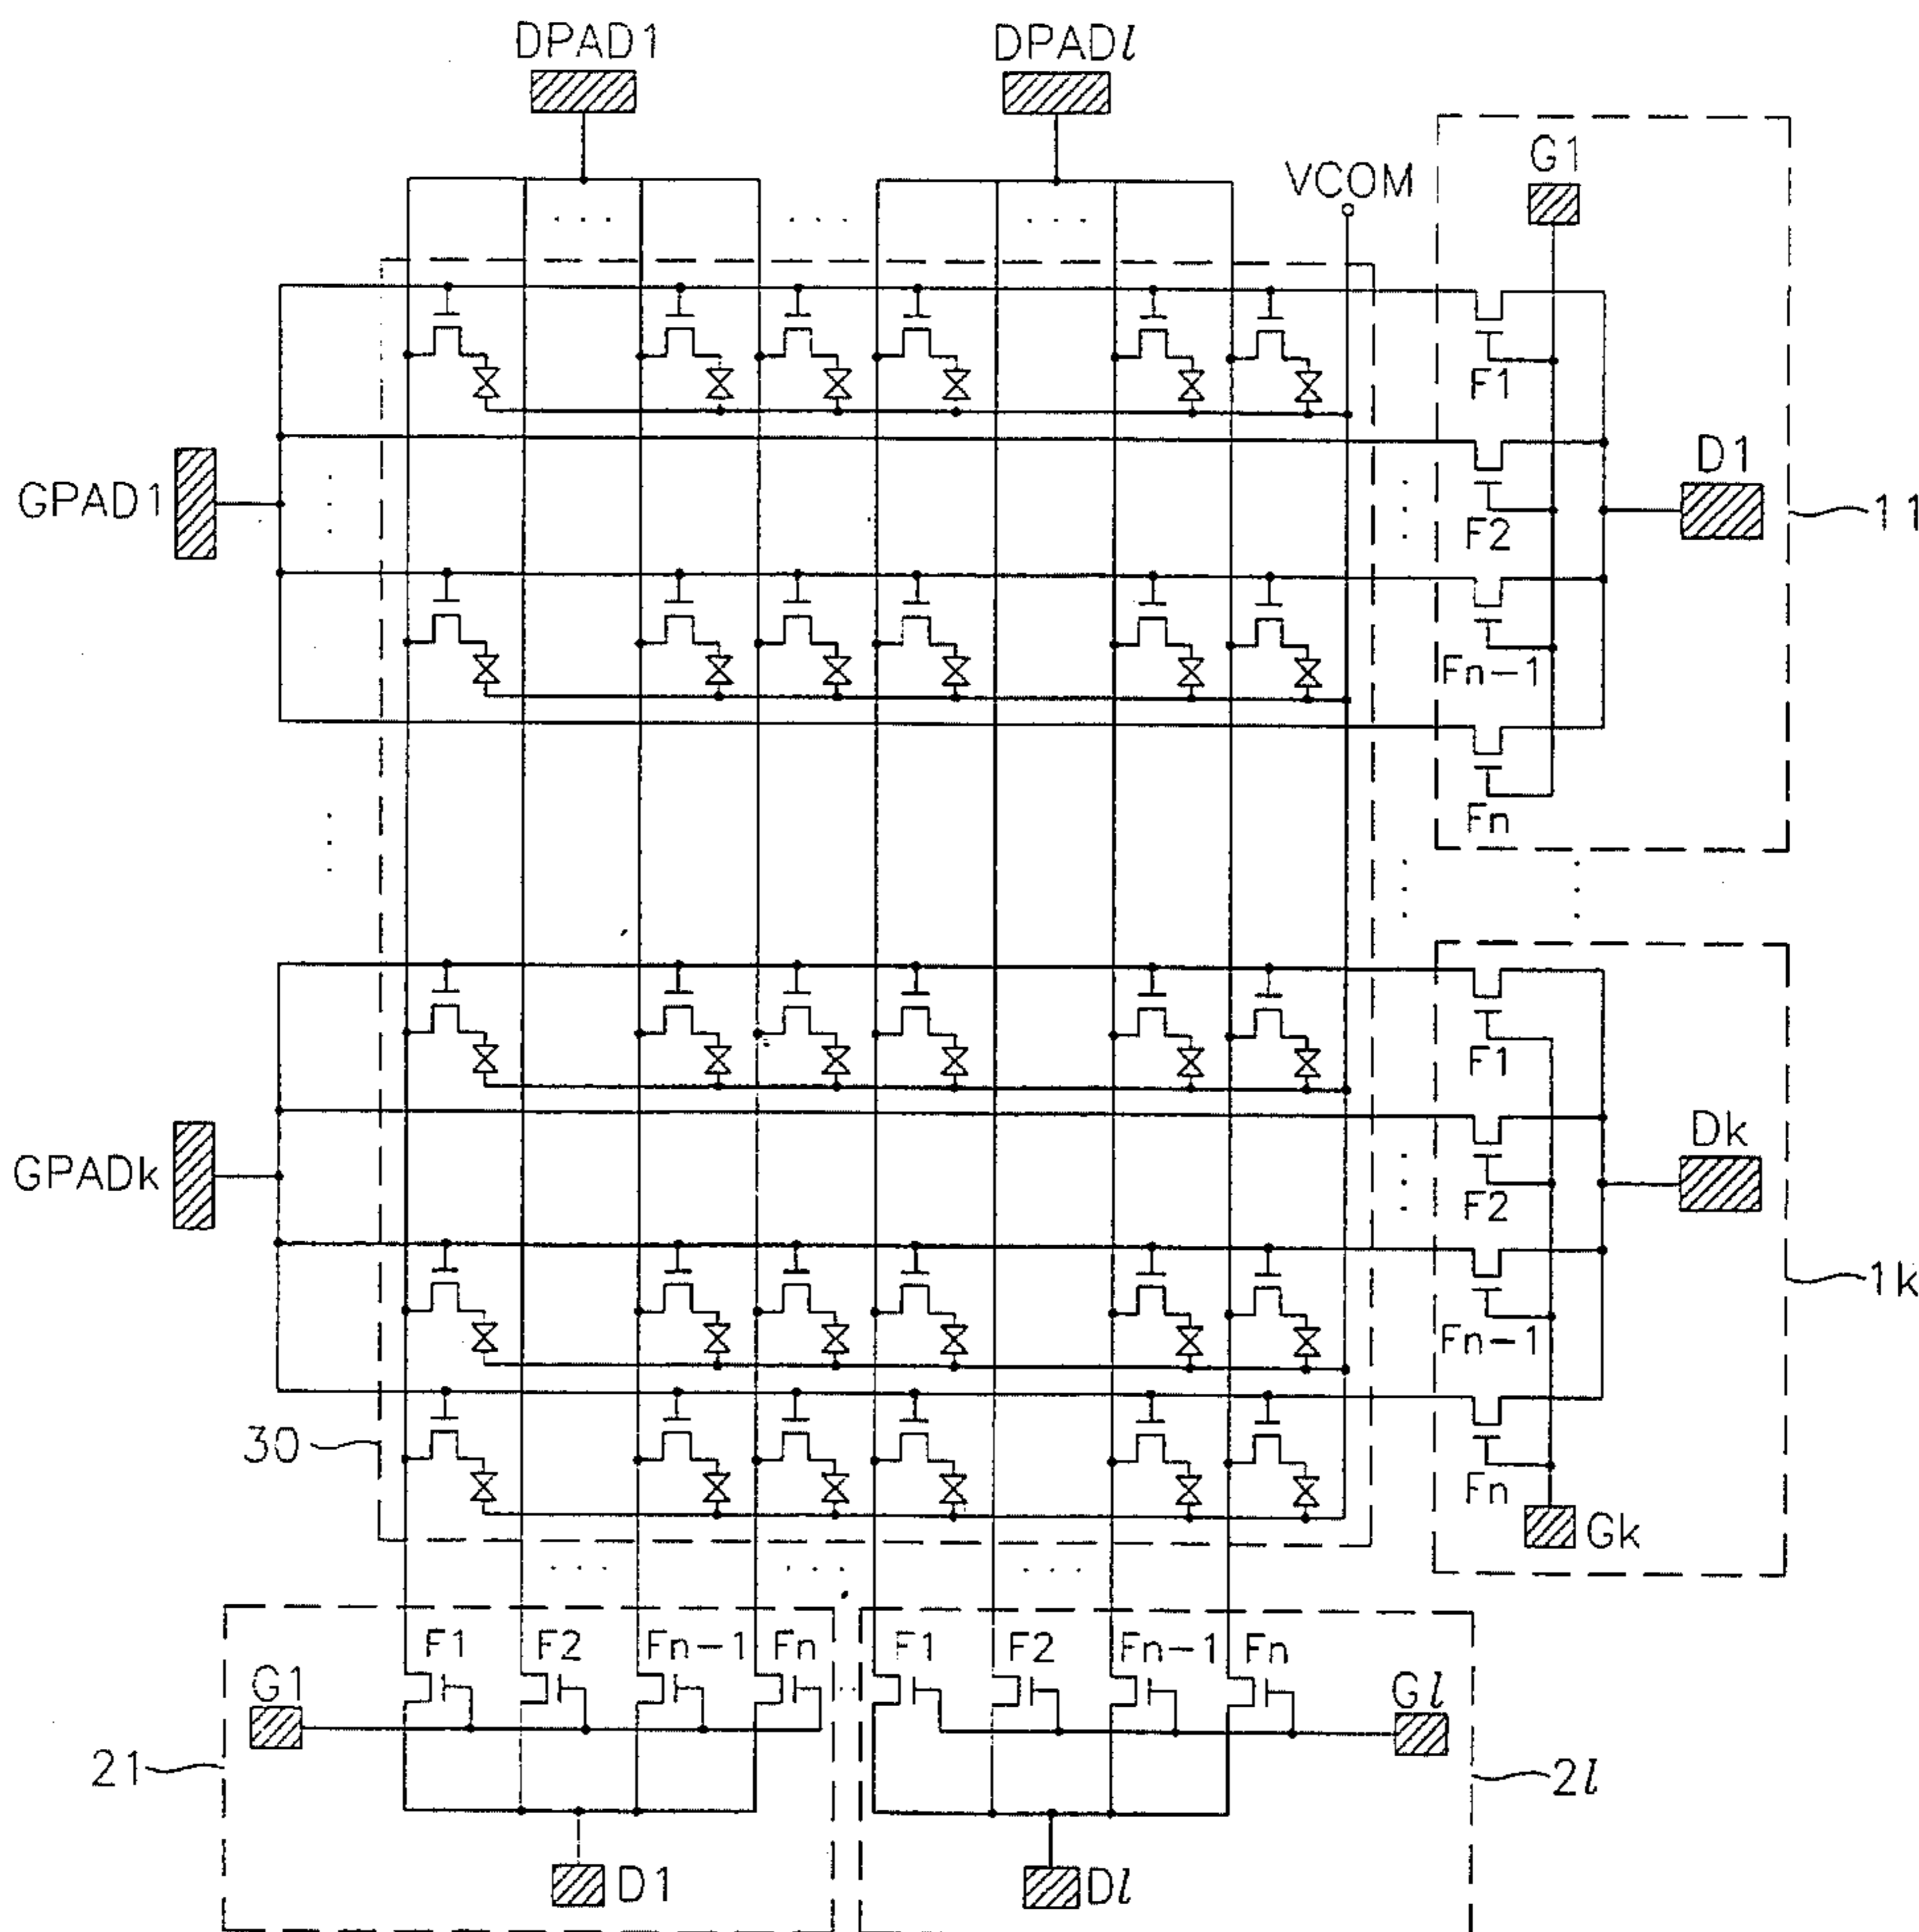 DPAD1
DPADl
VCOM
G1
F1
D1
GPAD1
11
F2
Fn-1
Fn
F1
Dk
GPADk
F2
1k
Fn-1
30
Fn
Gk
F1 F2 Fn-1 Fn
F1 F2 Fn-1 Fn
G1
Gl
21
2l
D1
Dl